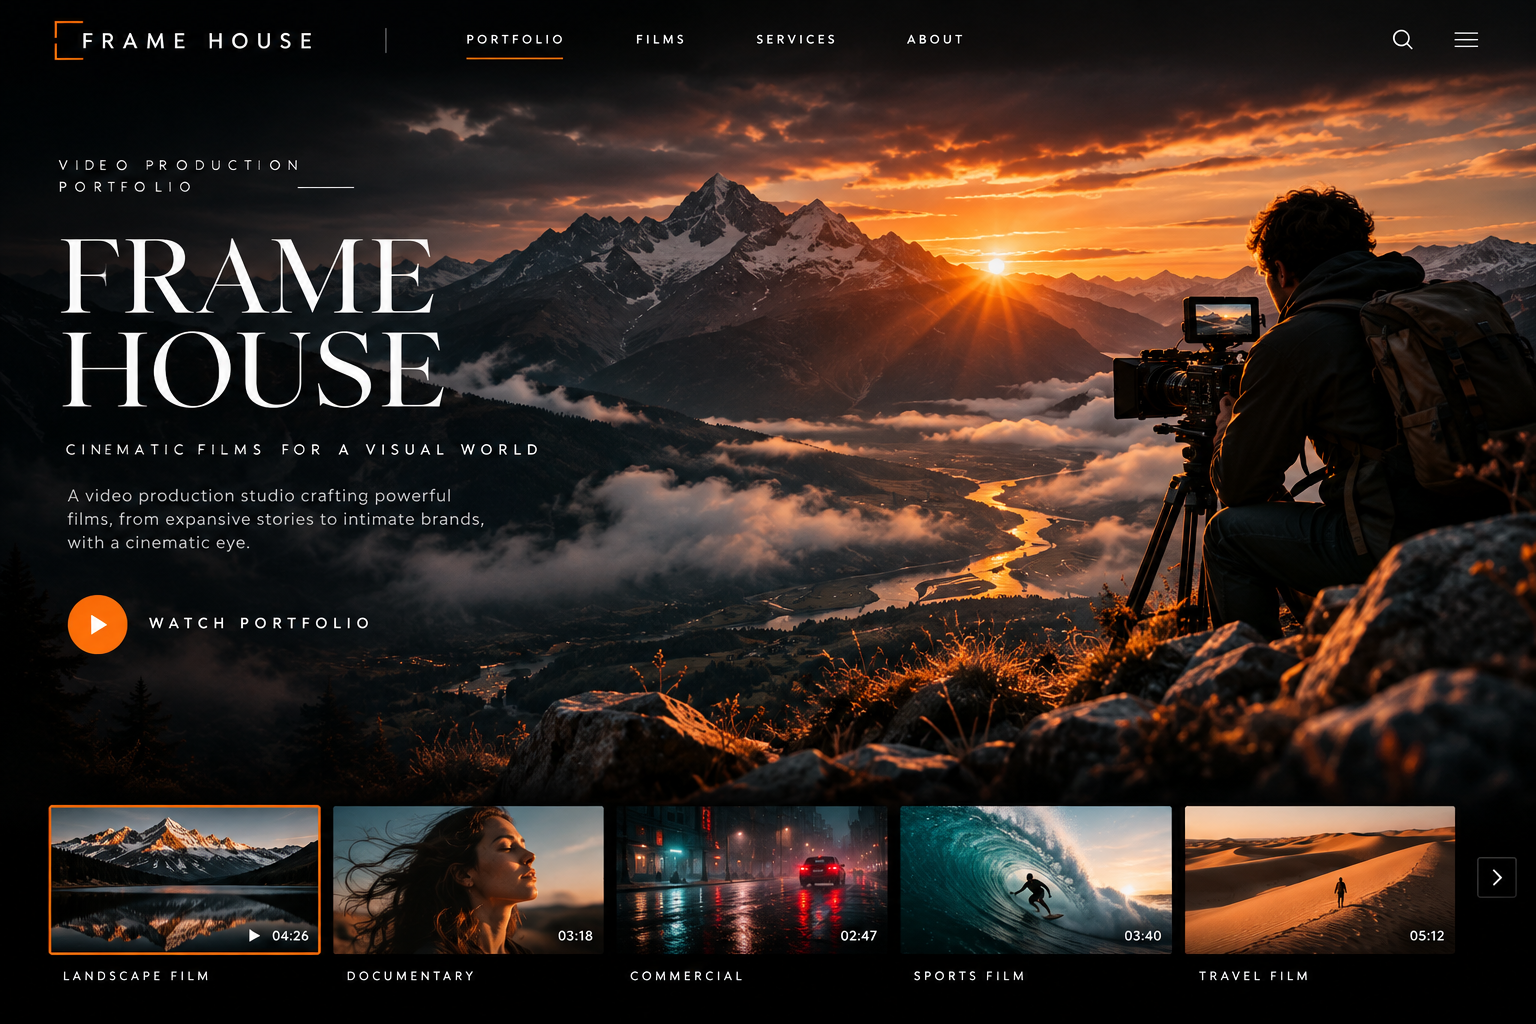 FRAME HOUSE
PORTFOLIO
FILMS
SERVICES
ABOUT
VIDEO PRODUCTION
PORTFOLIO
FRAME
HOUSE
CINEMATIC FILMS FOR A VISUAL WORLD
A video production studio crafting powerful
films, from expansive stories to intimate brands,
with a cinematic eye.
WATCH PORTFOLIO
04:26
03:18
02:47
03:40
05:12
LANDSCAPE FILM
DOCUMENTARY
COMMERCIAL
SPORTS FILM
TRAVEL FILM